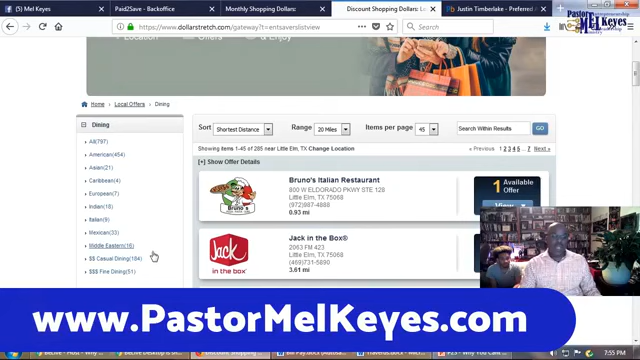 Mel Keyes
Paid2Save - Backoffice
Monthly Shopping Dollars:
Discount Shopping Dollars: Lo
Justin Timberlake - Preferred A
https://www.dollarstretch.com/gateway?t=entsaverslistview
Search
Pastor
MEL Keyes
Home › Local Offers › Dining
Dining
All(797)
American(454)
Asian(21)
Caribbean(4)
European(7)
Indian(18)
Italian(9)
Mexican(33)
Middle Eastern(16)
$$ Casual Dining(184)
$$$ Fine Dining(51)
Sort Shortest Distance Range 20 Miles Items per page 45 Search Within Results GO
Showing items 1-45 of 285 near Little Elm, TX Change Location
« Previous 1 2 3 4 5 ... 7 Next »
[+] Show Offer Details
Bruno's Italian Restaurant
800 W ELDORADO PKWY STE 128
Little Elm, TX 75068
(972)987-4888
0.93 mi
Bruno's
1 Available Offer
View
Jack in the Box®
2063 FM 423
Little Elm, TX 75068
(469)731-5890
3.61 mi
Jack
in the box
www.PastorMelKeyes.com
7:55 PM